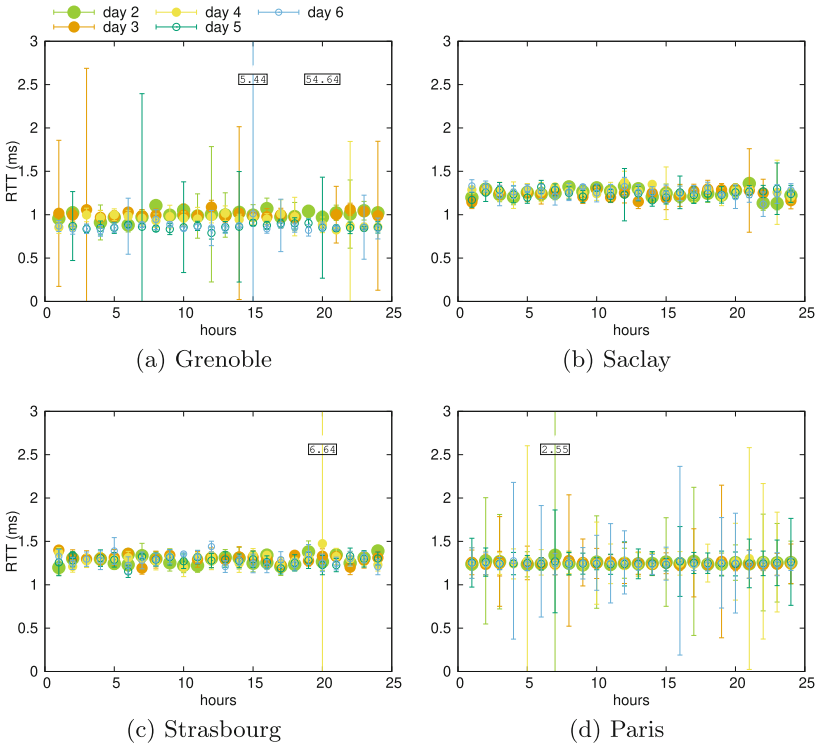 day 2 day 4 day 6
day 3 day 5
3 3
2.5 5.44 54.64 2.5
2 2
RTT (ms) 1.5 1.5
1 1
0.5 0.5
0 0
0 5 10 15 20 25 0 5 10 15 20 25
hours hours
(a) Grenoble (b) Saclay
3 3
2.5 6.64 2.5 2.55
2 2
RTT (ms) 1.5 1.5
1 1
0.5 0.5
0 0
0 5 10 15 20 25 0 5 10 15 20 25
hours hours
(c) Strasbourg (d) Paris